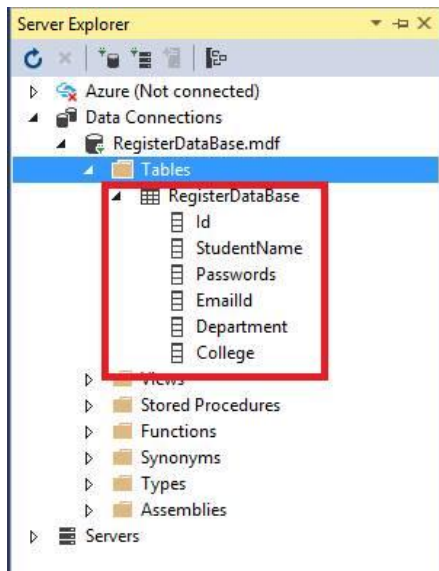 Server Explorer
Azure (Not connected)
Data Connections
RegisterDataBase.mdf
Tables
RegisterDataBase
Id
StudentName
Passwords
EmailId
Department
College
Views
Stored Procedures
Functions
Synonyms
Types
Assemblies
Servers